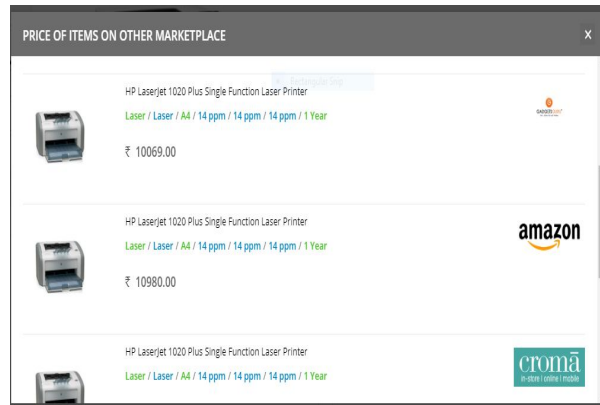 PRICE OF ITEMS ON OTHER MARKETPLACE
x
Rectangular Snip
HP LaserJet 1020 Plus Single Function Laser Printer
Laser / Laser / A4 / 14 ppm / 14 ppm / 14 ppm / 1 Year
₹ 10069.00
HP LaserJet 1020 Plus Single Function Laser Printer
Laser / Laser / A4 / 14 ppm / 14 ppm / 14 ppm / 1 Year
₹ 10980.00
amazon
HP LaserJet 1020 Plus Single Function Laser Printer
Laser / Laser / A4 / 14 ppm / 14 ppm / 14 ppm / 1 Year
cromā
in-store | online | mobile